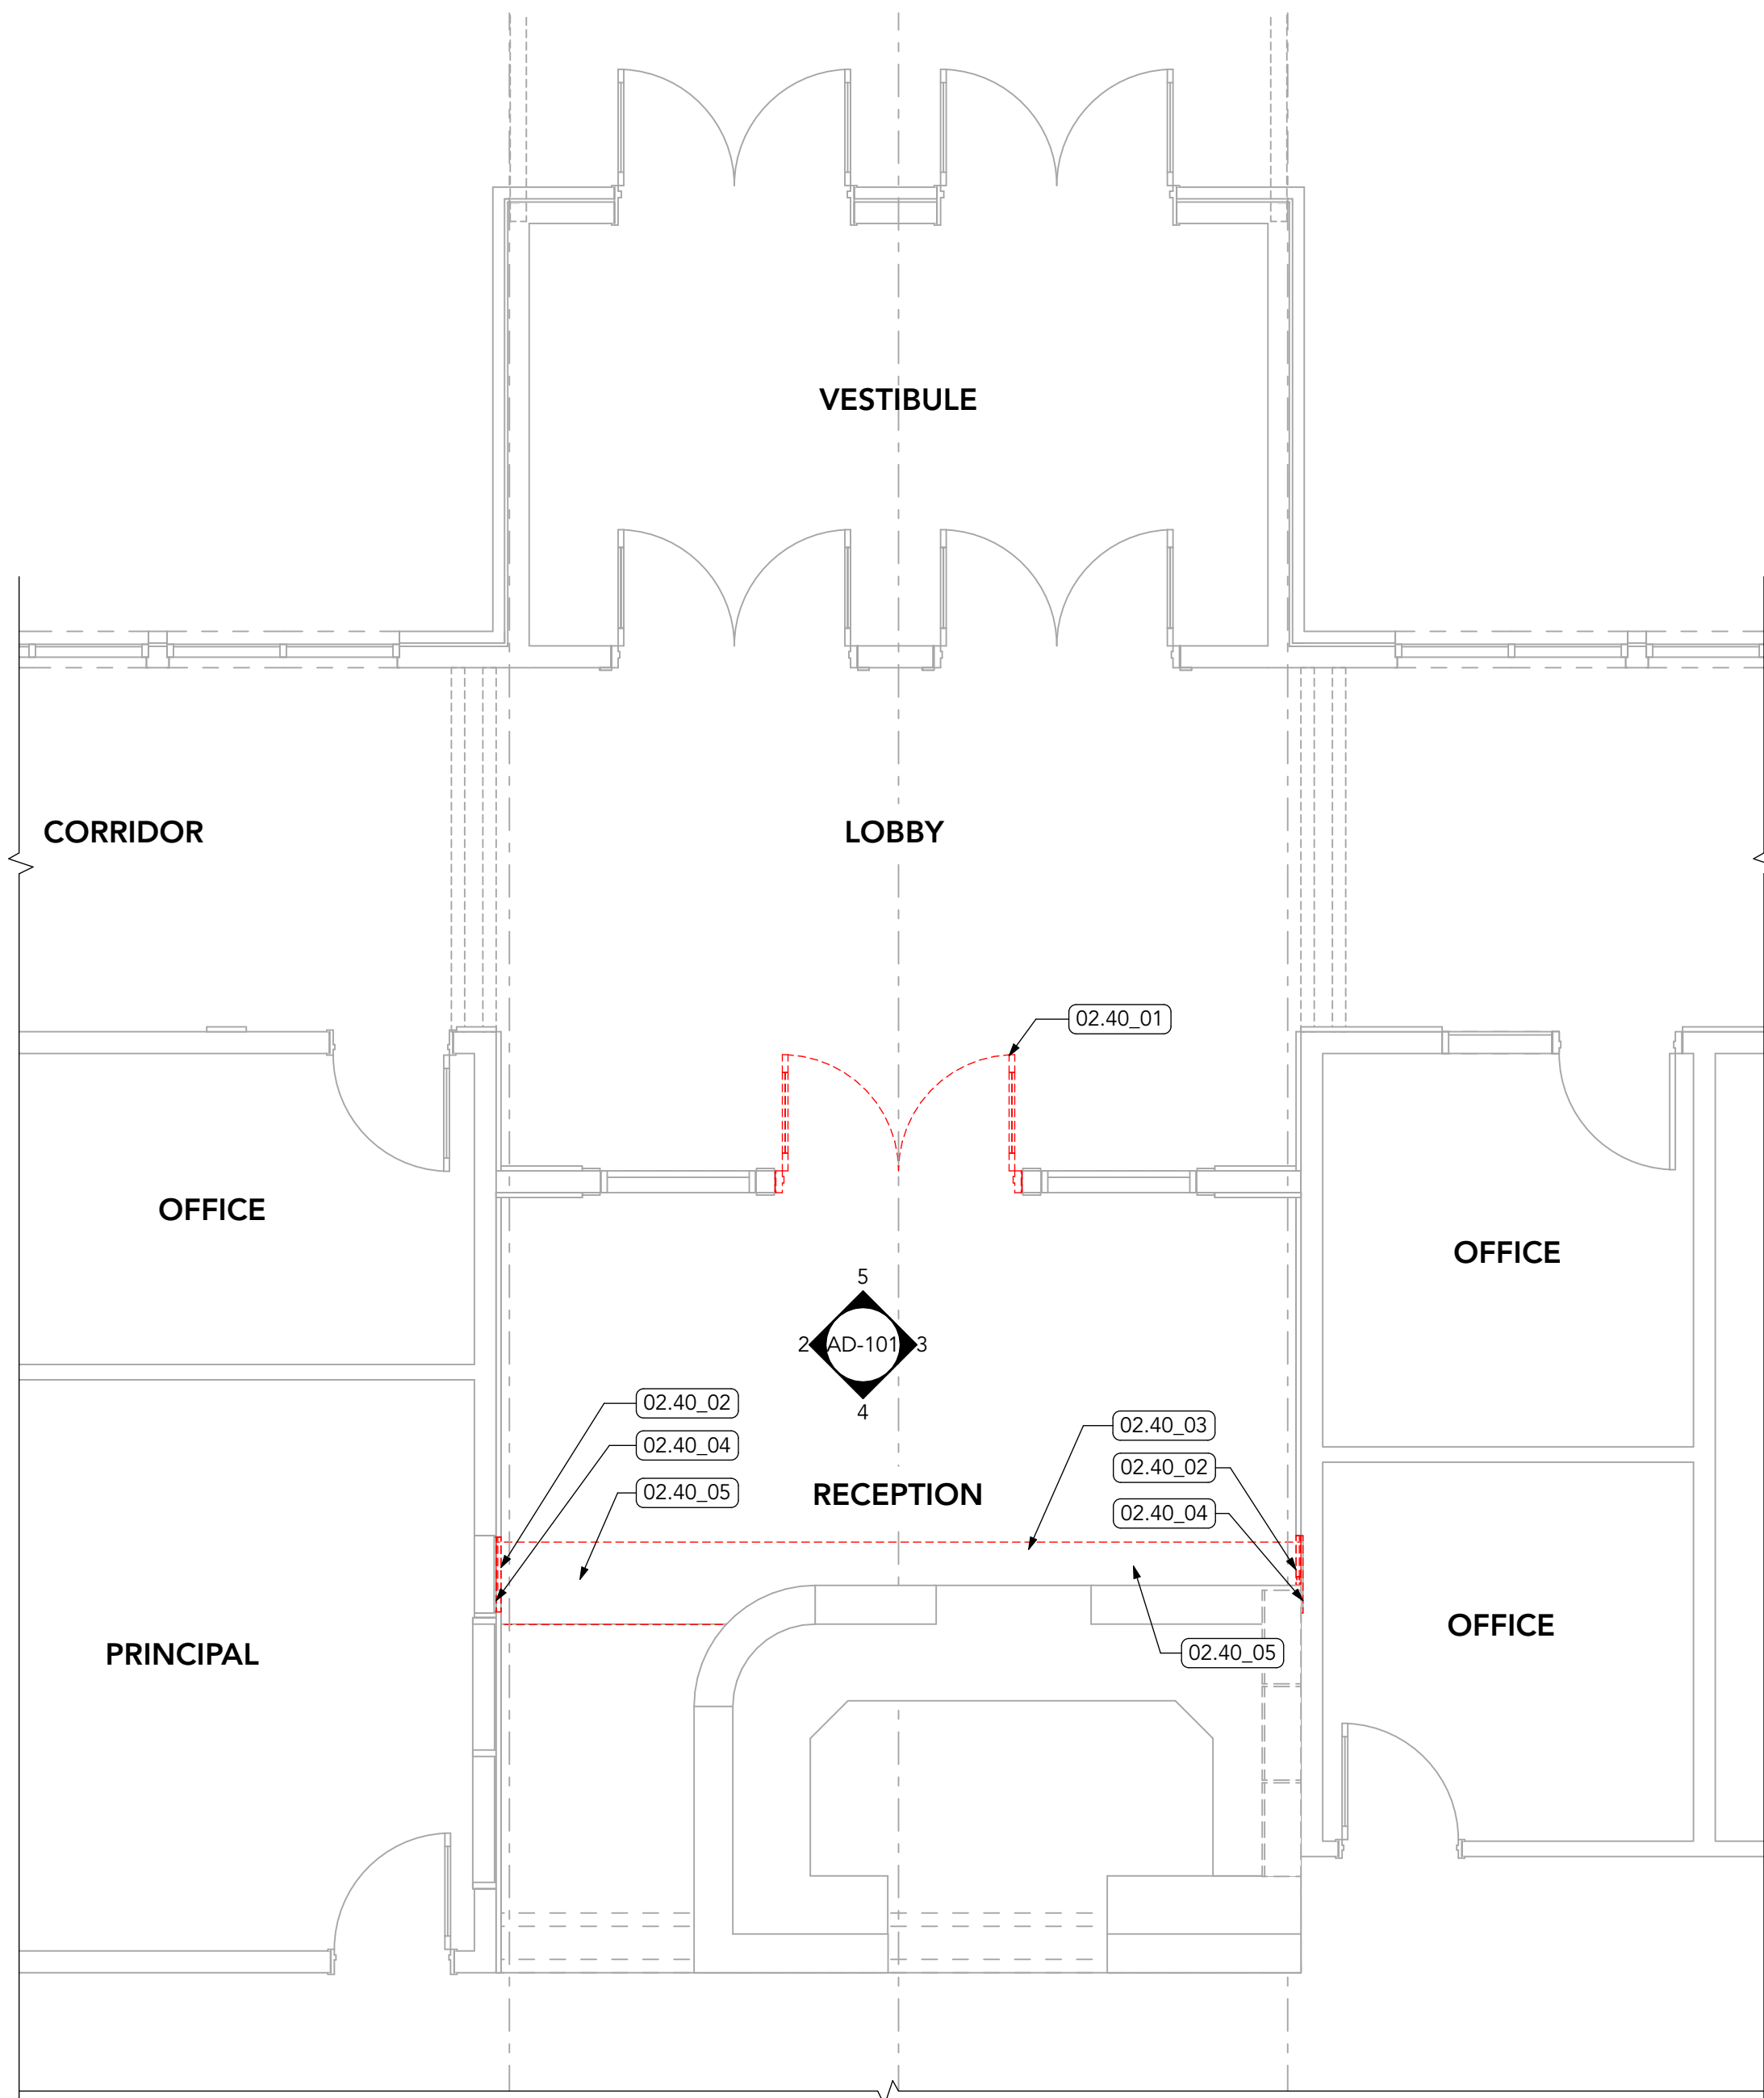 VESTIBULE
CORRIDOR
LOBBY
02.40_01
OFFICE
OFFICE
5
2
AD-101
3
4
02.40_02
02.40_04
02.40_05
02.40_03
02.40_02
02.40_04
RECEPTION
OFFICE
PRINCIPAL
02.40_05